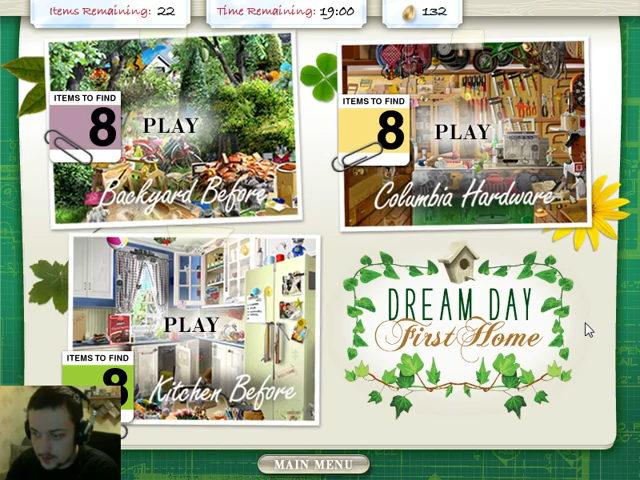 Items Remaining: 22
Time Remaining: 19:00
132
ITEMS TO FIND
8
PLAY
Backyard Before
ITEMS TO FIND
8
PLAY
Columbia Hardware
ITEMS TO FIND
8
PLAY
Kitchen Before
DREAM DAY
First Home
MAIN MENU